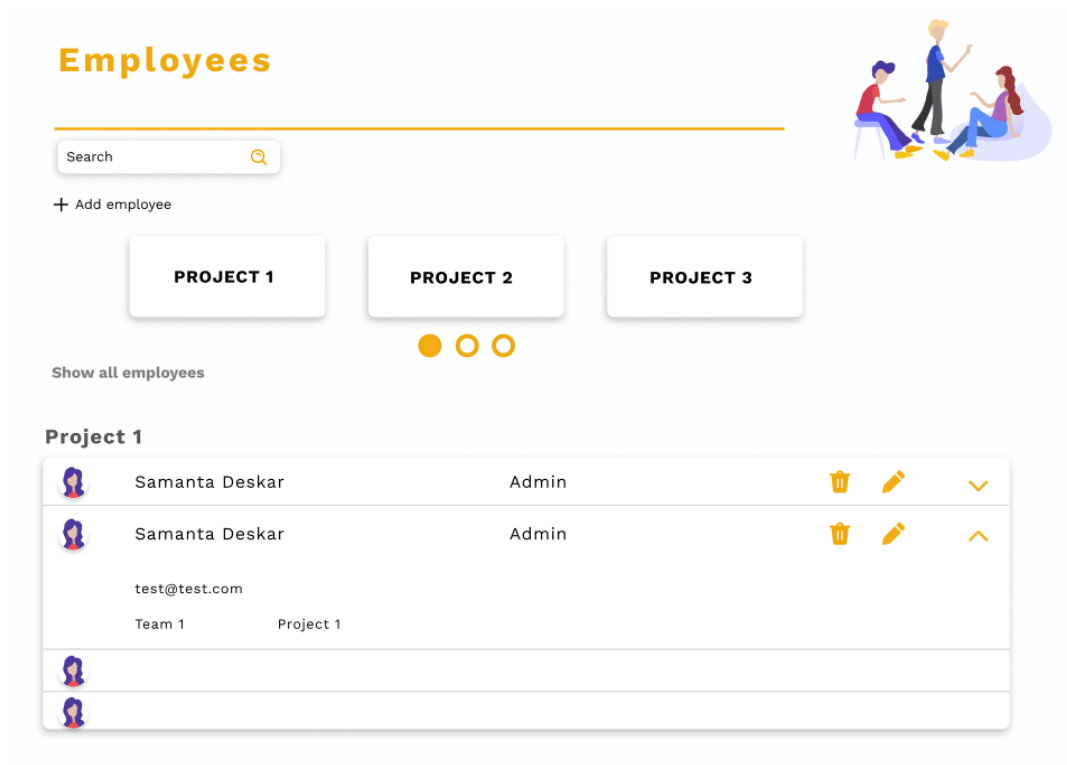 Employees
Search
Add employee
PROJECT 1 PROJECT 2 PROJECT 3
Show all employees
Project 1
Samanta Deskar Admin
Samanta Deskar Admin
test@test.com
Team 1 Project 1